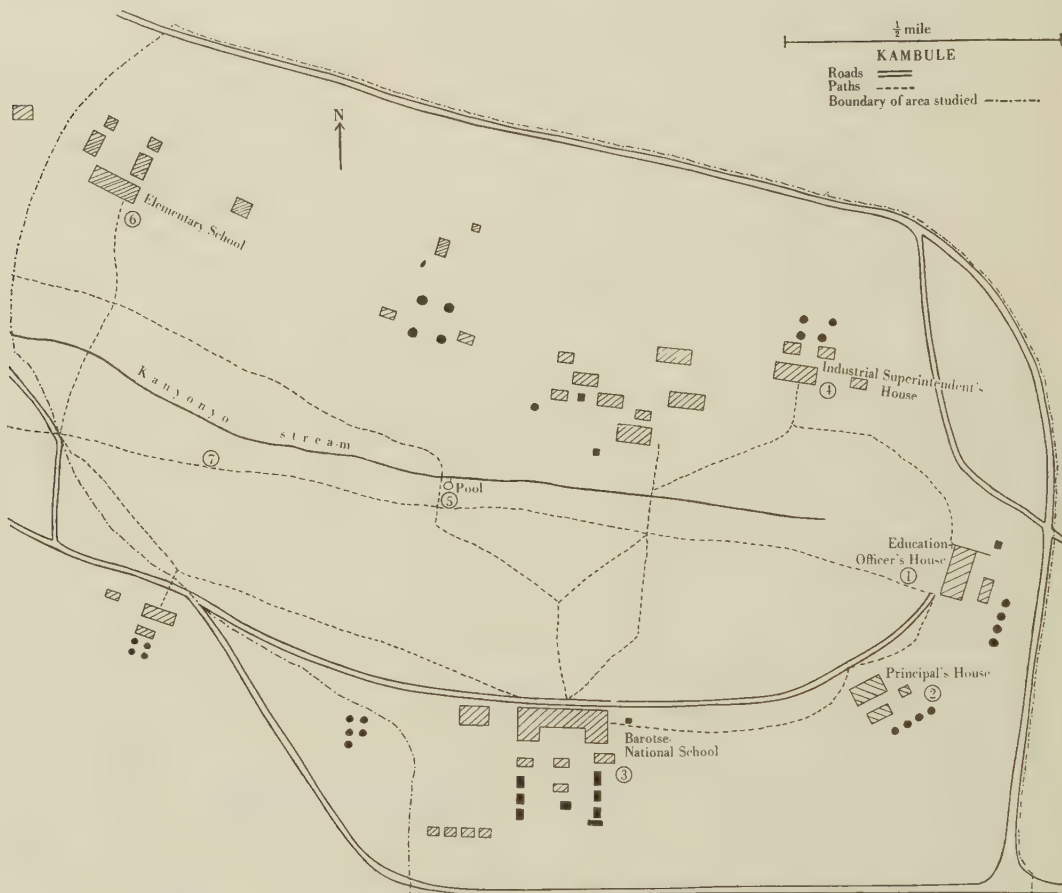 ½ mile
KAMBULE
Roads
Paths
Boundary of area studied
N
Elementary School
⑥
Industrial Superintendent's
House
④
Kanyonyo
stream
⑦
Pool
⑤
Education
Officer's House
①
Principal's House
②
Barotse
National School
③